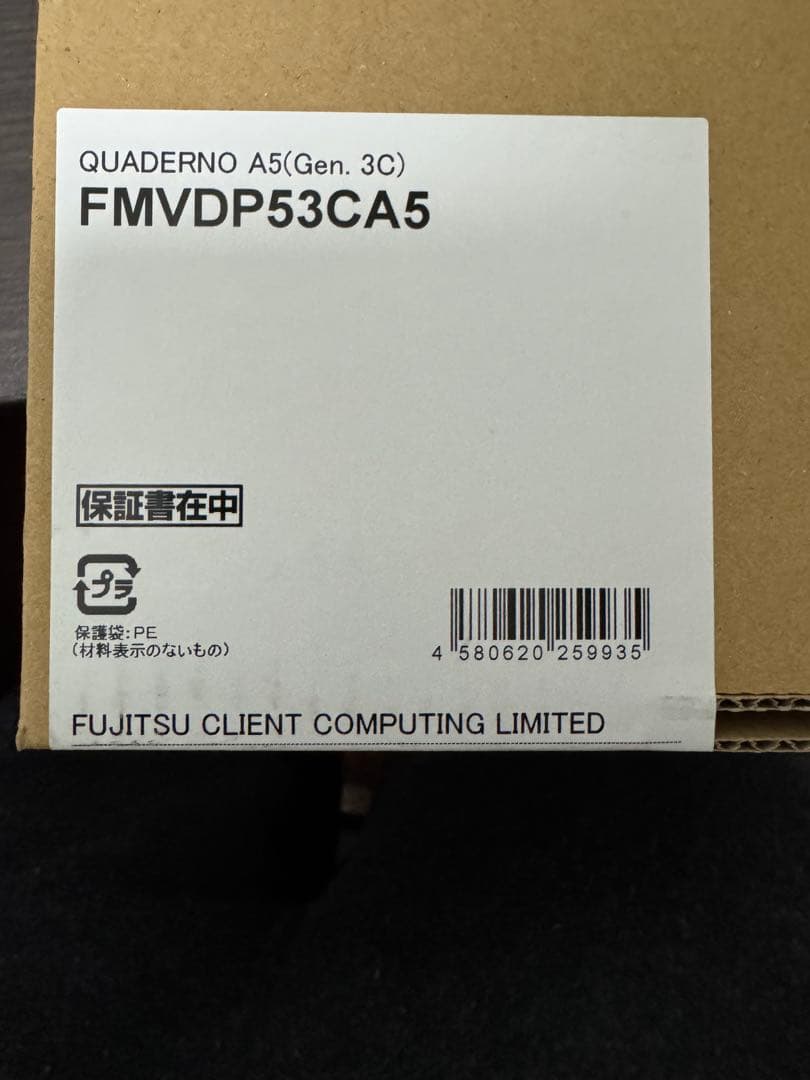 QUADERNO A5(Gen. 3C)
FMVDP53CA5
保証書在中
プラ
保護袋:PE
(材料表示のないもの)
4 580620 259935
FUJITSU CLIENT COMPUTING LIMITED